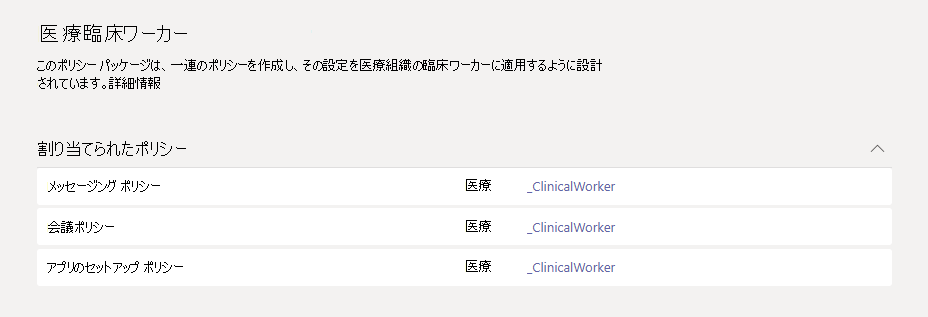 医療臨床ワーカー
このポリシー パッケージは、一連のポリシーを作成し、その設定を医療組織の臨床ワーカーに適用するように設計
されています。詳細情報
割り当てられたポリシー
メッセージング ポリシー 医療 _ClinicalWorker
会議ポリシー 医療 _ClinicalWorker
アプリのセットアップ ポリシー 医療 _ClinicalWorker